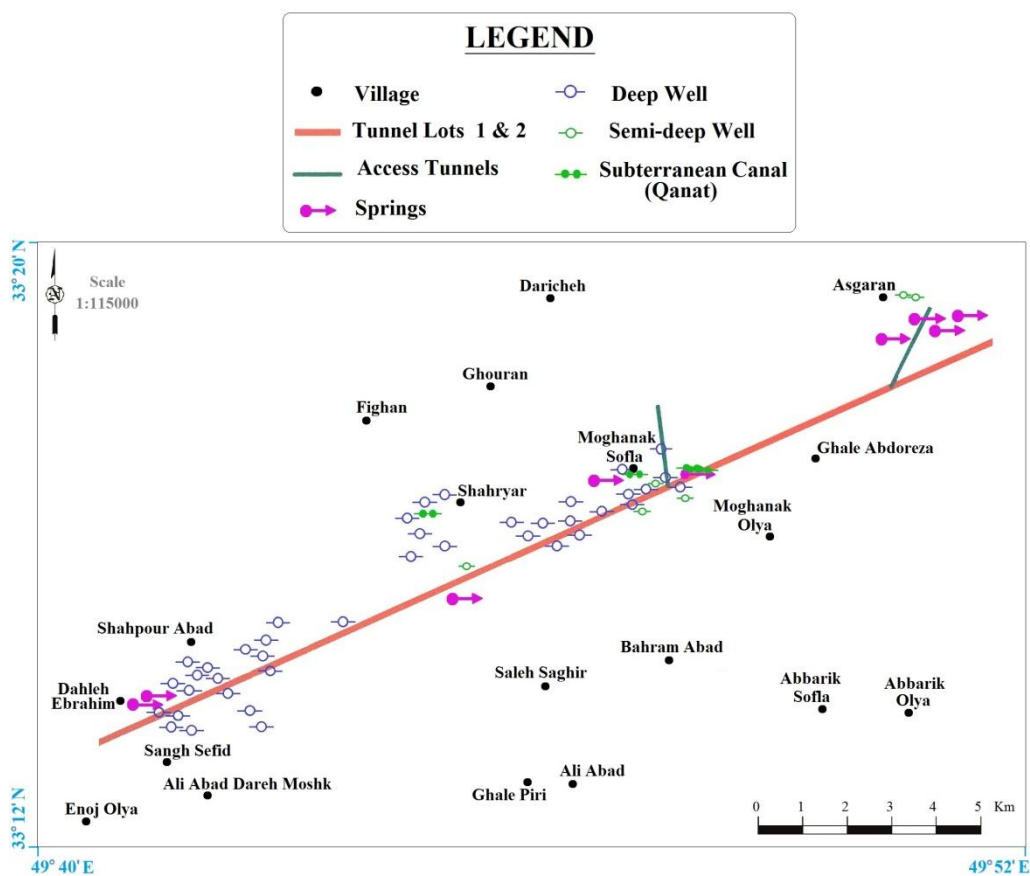 LEGEND
Village
Deep Well
Tunnel Lots 1 & 2
Semi-deep Well
Access Tunnels
Subterranean Canal
(Qanat)
Springs
33°20' N
Scale
1:115000
N
Daricheh
Asgaran
Ghouran
Fighan
Moghanak
Sofla
Ghale Abdoreza
Shahryar
Moghanak
Olya
Shahpour Abad
Bahram Abad
Saleh Saghir
Dahleh
Ebrahim
Abbarik
Sofla
Abbarik
Olya
Sangh Sefid
Ali Abad Dareh Moshk
Ghale Piri
Ali Abad
Enoj Olya
0 1 2 3 4 5 Km
33°12' N
49° 40' E
49° 52' E